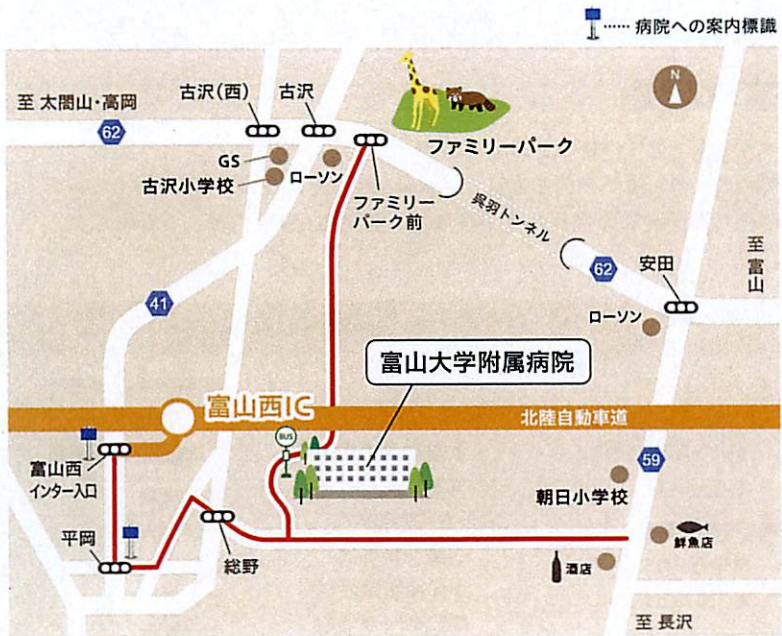 ······ 病院への案内標識
N
至 太閤山・高岡
古沢(西)
古沢
62
ファミリーパーク
GS
古沢小学校
ローソン
ファミリー
パーク前
呉羽トンネル
62
安田
至
富
山
41
ローソン
富山大学附属病院
富山西IC
北陸自動車道
BUS
59
富山西
インター入口
朝日小学校
平岡
総野
鮮魚店
酒店
至 長沢